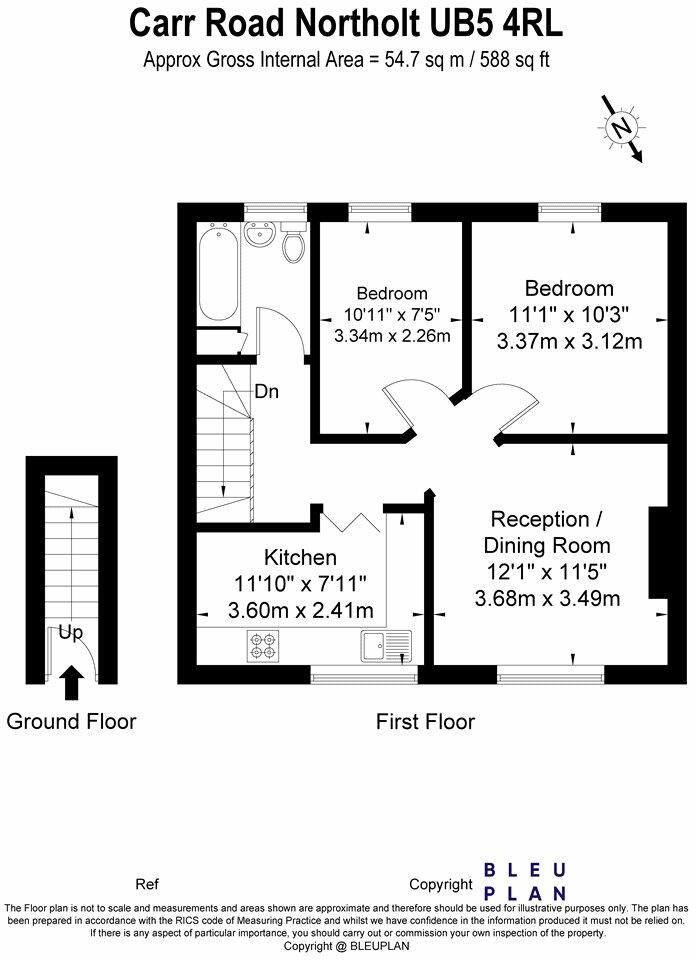 Carr Road Northolt UB5 4RL
Approx Gross Internal Area = 54.7 sq m / 588 sq ft
N
Bedroom
10'11" x 7'5"
3.34m x 2.26m
Bedroom
11'1" x 10'3"
3.37m x 3.12m
Dn
Kitchen
11'10" x 7'11"
3.60m x 2.41m
Reception /
Dining Room
12'1" x 11'5"
3.68m x 3.49m
Up
Ground Floor
First Floor
Ref
Copyright
BLEU
PLAN
The Floor plan is not to scale and measurements and areas shown are approximate and therefore should be used for illustrative purposes only. The plan has
been prepared in accordance with the RICS code of Measuring Practice and whilst we have confidence in the information produced it must not be relied on.
If there is any aspect of particular importance, you should carry out or commission your own inspection of the property.
Copyright @ BLEUPLAN